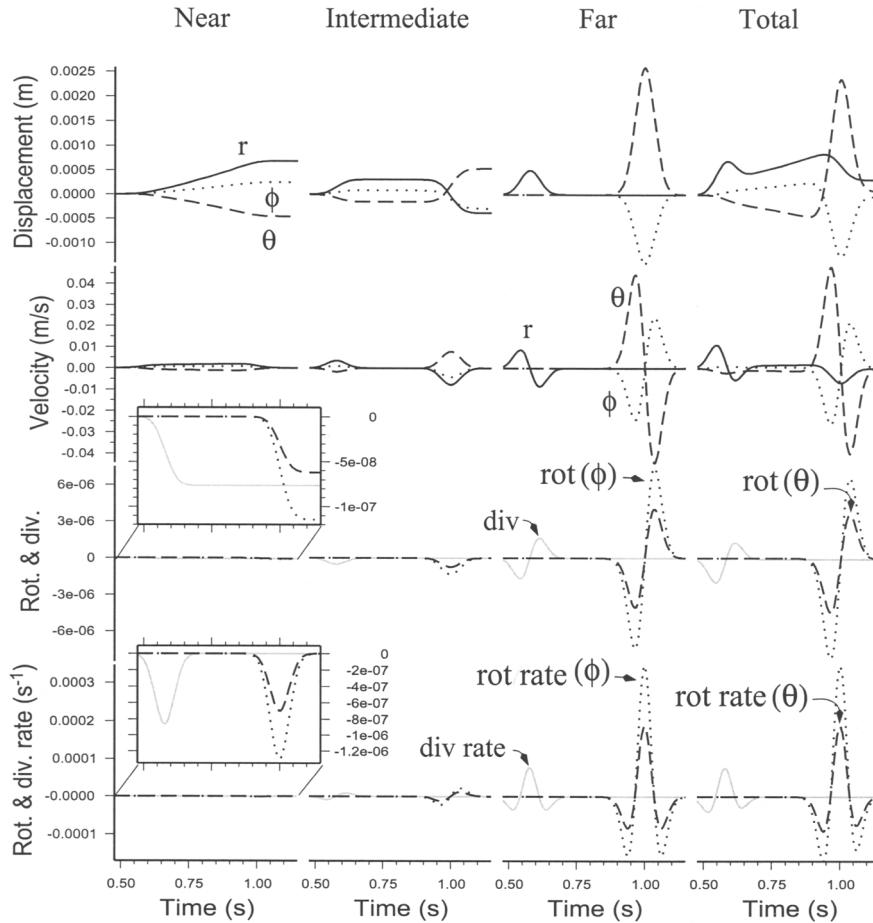 Near Intermediate Far Total
Displacement (m)
0.0025
0.0020
0.0015
0.0010
0.0005
0.0000
-0.0005
-0.0010
r
ϕ
θ
Velocity (m/s)
0.04
0.03
0.02
0.01
0.00
-0.01
-0.02
-0.03
-0.04
r
θ
ϕ
0
-5e-08
-1e-07
Rot. & div.
6e-06
3e-06
0
-3e-06
-6e-06
div
rot (ϕ)
rot (θ)
0
-2e-07
-4e-07
-6e-07
-8e-07
-1e-06
-1.2e-06
Rot. & div. rate (s⁻¹)
0.0003
0.0002
0.0001
-0.0000
-0.0001
div rate
rot rate (ϕ)
rot rate (θ)
0.50 0.75 1.00 0.50 0.75 1.00 0.50 0.75 1.00 0.50 0.75 1.00
Time (s) Time (s) Time (s) Time (s)